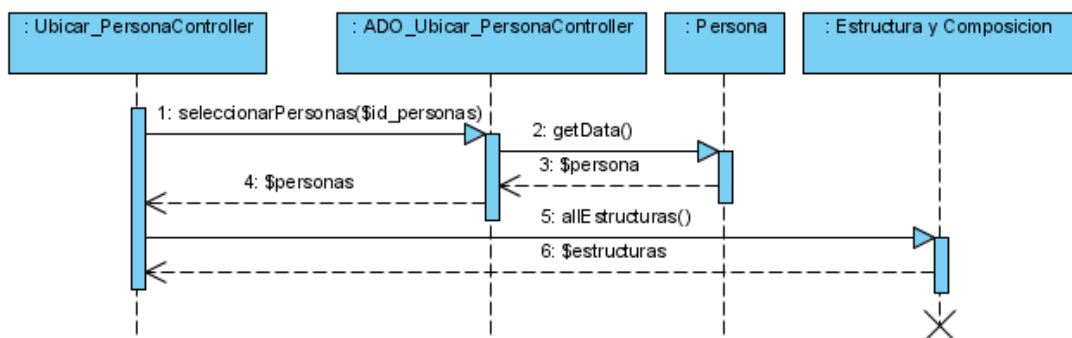 : Ubicar_PersonaController
: ADO_Ubicar_PersonaController
: Persona
: Estructura y Composicion
1: seleccionarPersonas($id_personas)
2: getData()
3: $persona
4: $personas
5: allEstructuras()
6: $estructuras